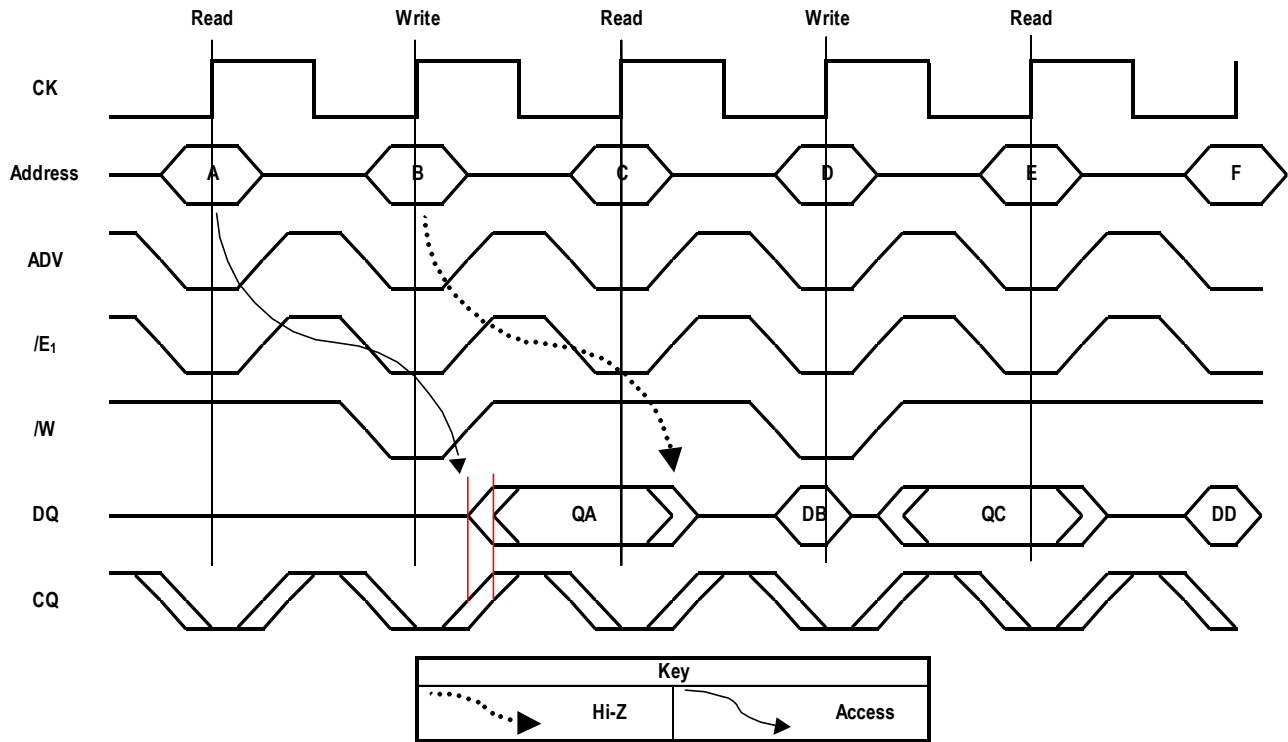 Read Write Read Write Read
CK
Address A B C D E F
ADV
/E₁
/W
DQ QA DB QC DD
CQ
Key
Hi-Z Access